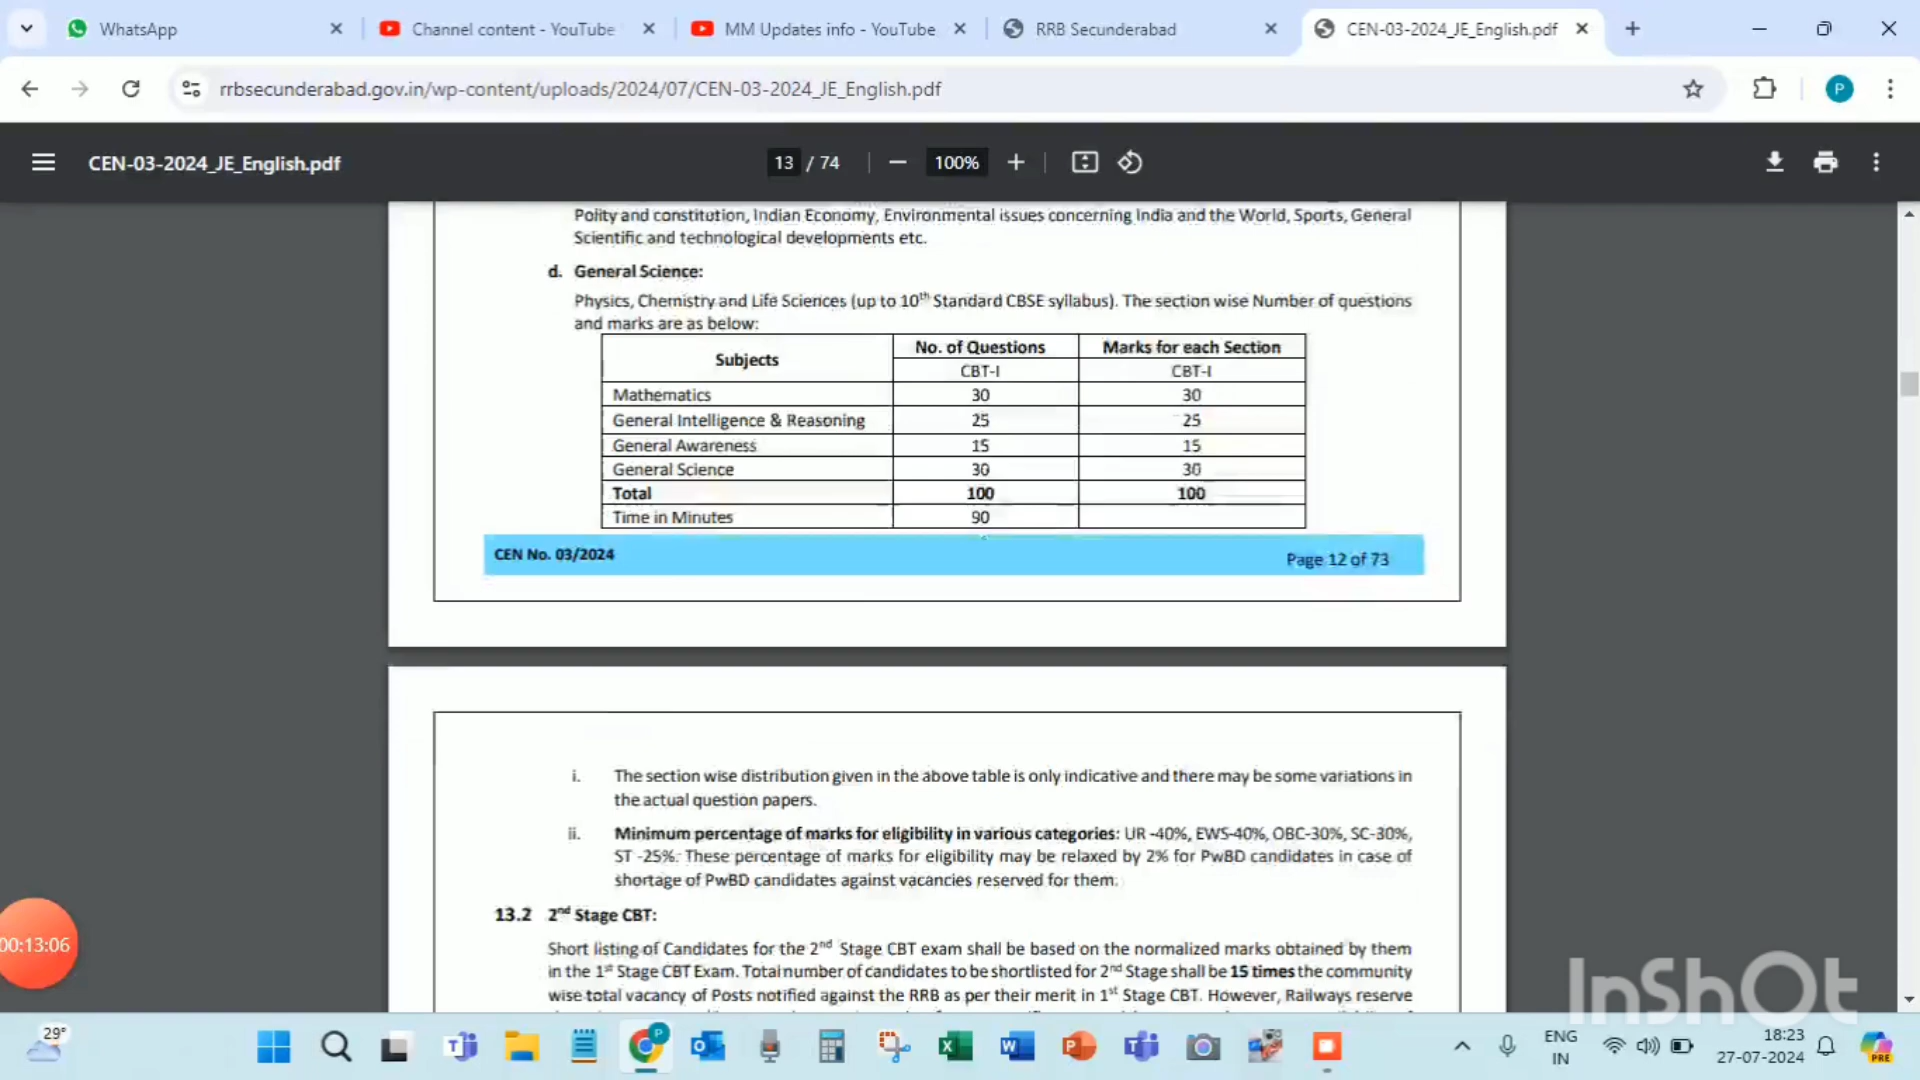 WhatsApp
Channel content - YouTube
MM Updates info - YouTube
RRB Secunderabad
CEN-03-2024_JE_English.pdf
rrbsecunderabad.gov.in/wp-content/uploads/2024/07/CEN-03-2024_JE_English.pdf
P
CEN-03-2024_JE_English.pdf
13 / 74
100%
Polity and constitution, Indian Economy, Environmental issues concerning India and the World, Sports, General
Scientific and technological developments etc.
d. General Science:
Physics, Chemistry and Life Sciences (up to 10th Standard CBSE syllabus). The section wise Number of questions
and marks are as below:
Subjects No. of Questions Marks for each Section
CBT-I CBT-I
Mathematics 30 30
General Intelligence & Reasoning 25 25
General Awareness 15 15
General Science 30 30
Total 100 100
Time in Minutes 90
CEN No. 03/2024 Page 12 of 73
i. The section wise distribution given in the above table is only indicative and there may be some variations in
the actual question papers.
ii. Minimum percentage of marks for eligibility in various categories: UR -40%, EWS-40%, OBC-30%, SC-30%,
ST -25%. These percentage of marks for eligibility may be relaxed by 2% for PwBD candidates in case of
shortage of PwBD candidates against vacancies reserved for them.
13.2 2nd Stage CBT:
Short listing of Candidates for the 2nd Stage CBT exam shall be based on the normalized marks obtained by them
in the 1st Stage CBT Exam. Total number of candidates to be shortlisted for 2nd Stage shall be 15 times the community
wise total vacancy of Posts notified against the RRB as per their merit in 1st Stage CBT. However, Railways reserve
00:13:06
InShOt
29°
ENG
IN
18:23
27-07-2024
PRE